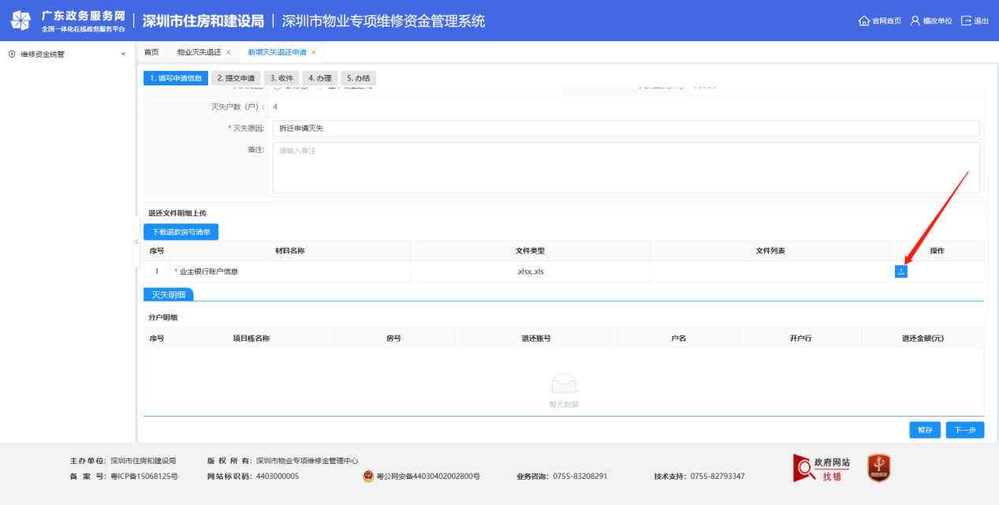 广东政务服务网
全国一体化在线政务服务平台
深圳市住房和建设局
深圳市物业专项维修资金管理系统
官网首页
棚改单位
退出
维修资金统管
首页
物业灭失退还
新增灭失退还申请
1. 填写申请信息
2. 提交申请
3. 收件
4. 办理
5. 办结
灭失户数（户）: 4
* 灭失原因: 拆迁申请灭失
备注: 请输入备注
退还文件明细上传
下载退款房号清单
序号 材料名称 文件类型 文件列表 操作
1 * 业主银行账户信息 .xlsx,.xls
灭失明细
分户明细
序号 项目栋名称 房号 退还账号 户名 开户行 退还金额(元)
暂无数据
暂存 下一步
主办单位: 深圳市住房和建设局 版 权 所 有: 深圳市物业专项维修金管理中心
备 案 号: 粤ICP备15068125号 网站标识码: 4403000005 粤公网安备44030402002800号 业务咨询: 0755-83208291 技术支持: 0755-82793347
政府网站
找错